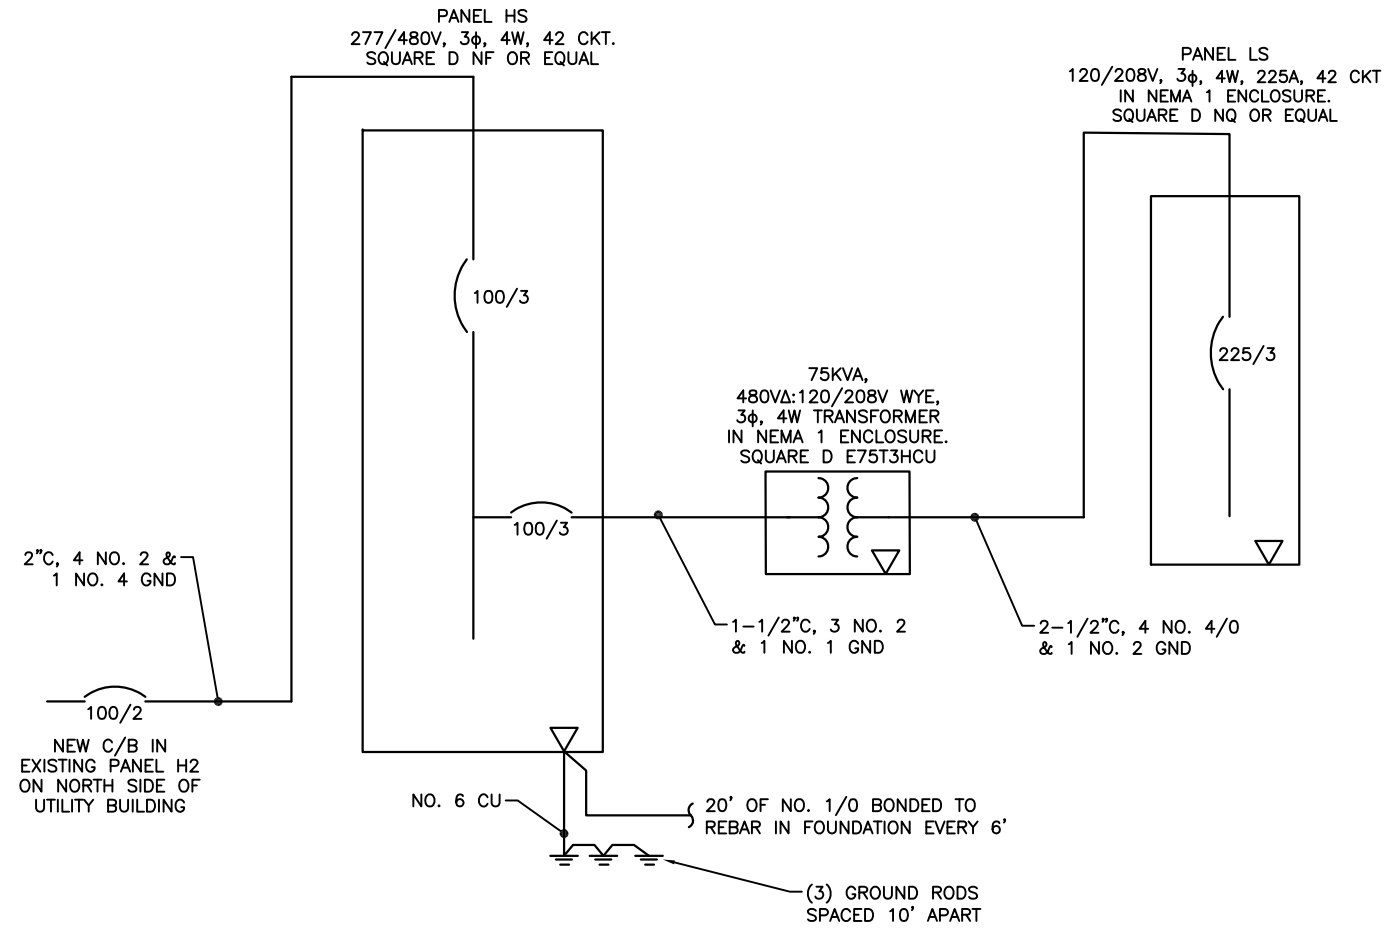 PANEL HS
277/480V, 3ϕ, 4W, 42 CKT.
SQUARE D NF OR EQUAL
PANEL LS
120/208V, 3ϕ, 4W, 225A, 42 CKT
IN NEMA 1 ENCLOSURE.
SQUARE D NQ OR EQUAL
100/3
225/3
75KVA,
480VΔ:120/208V WYE,
3ϕ, 4W TRANSFORMER
IN NEMA 1 ENCLOSURE.
SQUARE D E75T3HCU
100/3
2"C, 4 NO. 2 &
1 NO. 4 GND
1-1/2"C, 3 NO. 2
& 1 NO. 1 GND
2-1/2"C, 4 NO. 4/0
& 1 NO. 2 GND
100/2
NEW C/B IN
EXISTING PANEL H2
ON NORTH SIDE OF
UTILITY BUILDING
NO. 6 CU
20' OF NO. 1/0 BONDED TO
REBAR IN FOUNDATION EVERY 6'
(3) GROUND RODS
SPACED 10' APART